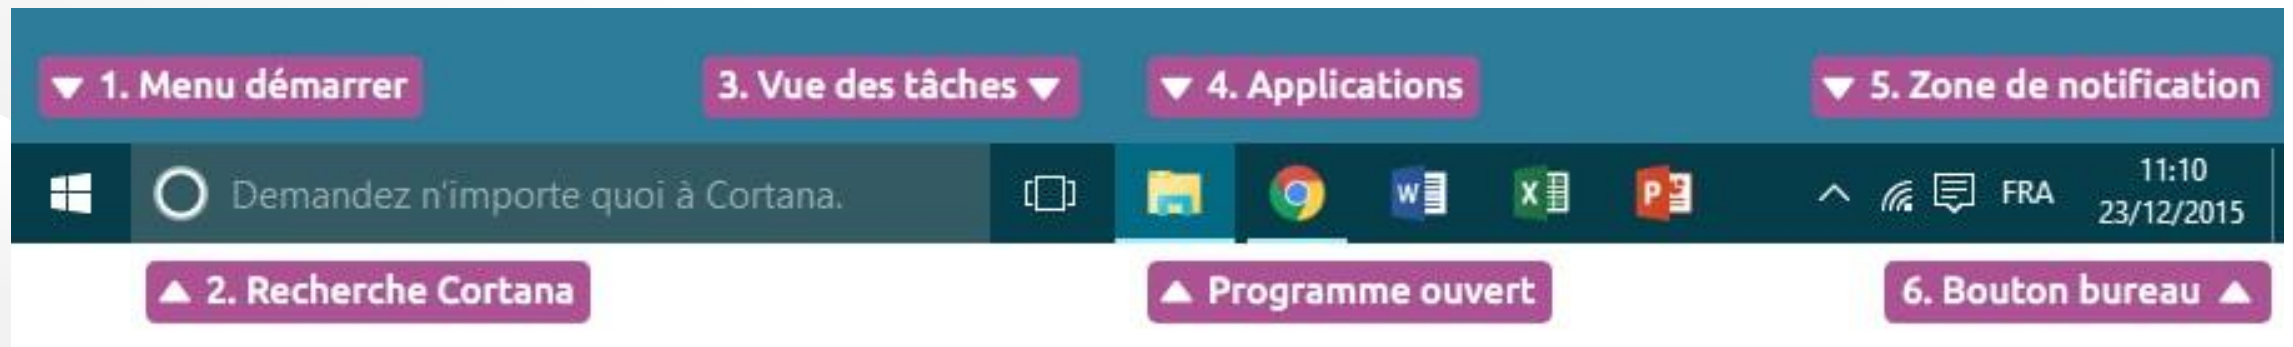 ▼ 1. Menu démarrer
3. Vue des tâches ▼
▼ 4. Applications
▼ 5. Zone de notification
Demandez n'importe quoi à Cortana.
W
X
P
FRA
11:10
23/12/2015
▲ 2. Recherche Cortana
▲ Programme ouvert
6. Bouton bureau ▲